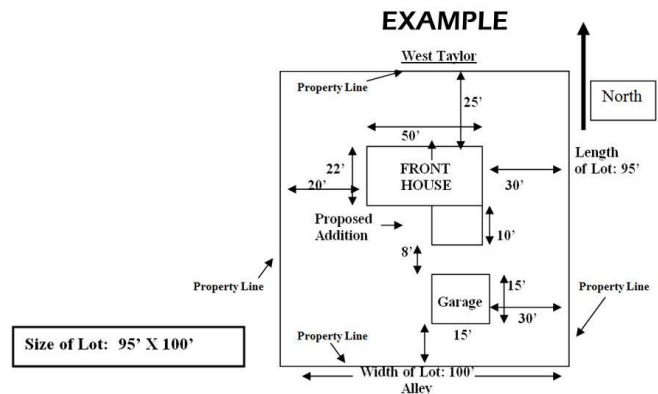 EXAMPLE
West Taylor
Property Line
25'
North
50'
22'
FRONT
HOUSE
Length
of Lot: 95'
20'
30'
Proposed
Addition
10'
8'
Property Line
Garage
15'
Property Line
30'
Size of Lot: 95' X 100'
Property Line
15'
Width of Lot: 100'
Alley